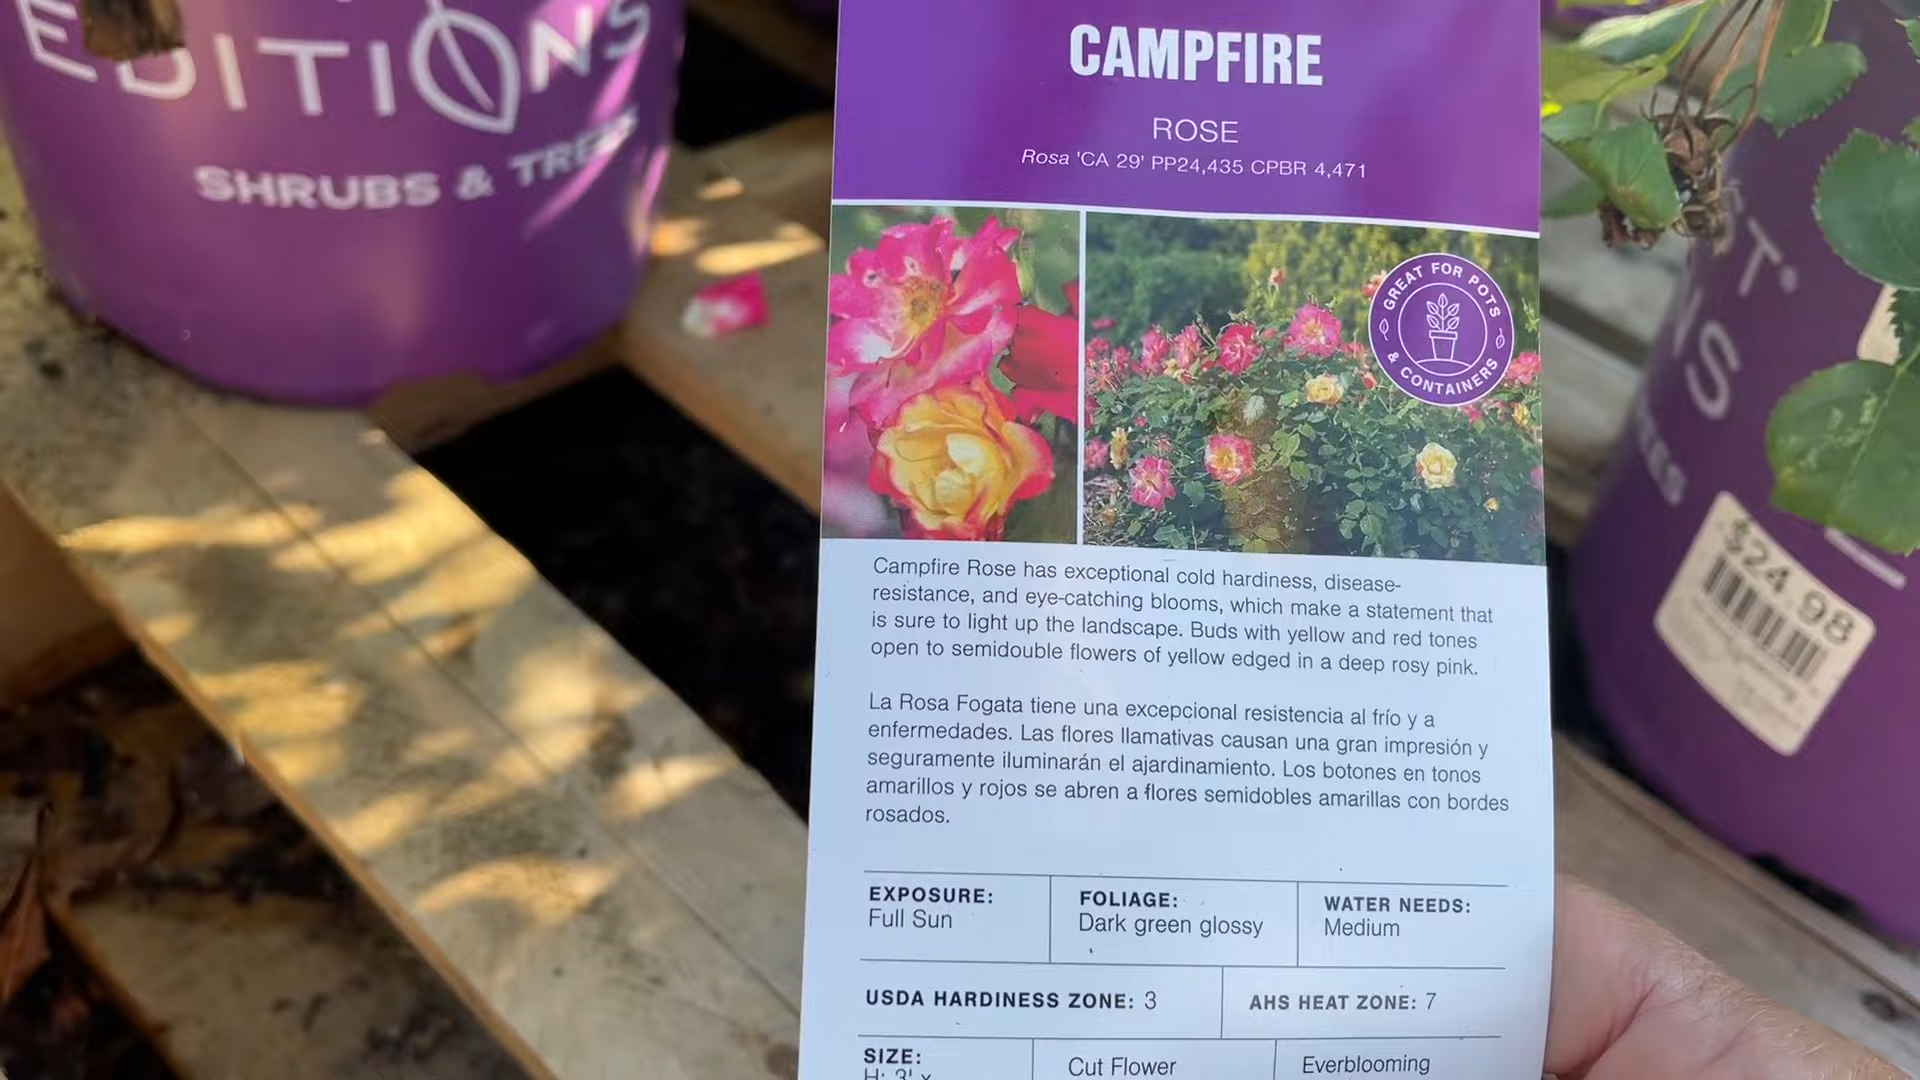 EDITIONS
SHRUBS & TREES
CAMPFIRE
ROSE
Rosa 'CA 29' PP24,435 CPBR 4,471
GREAT FOR POTS
& CONTAINERS
Campfire Rose has exceptional cold hardiness, disease-
resistance, and eye-catching blooms, which make a statement that
is sure to light up the landscape. Buds with yellow and red tones
open to semidouble flowers of yellow edged in a deep rosy pink.
La Rosa Fogata tiene una excepcional resistencia al frío y a
enfermedades. Las flores llamativas causan una gran impresión y
seguramente iluminarán el ajardinamiento. Los botones en tonos
amarillos y rojos se abren a flores semidobles amarillas con bordes
rosados.
EXPOSURE:
Full Sun
FOLIAGE:
Dark green glossy
WATER NEEDS:
Medium
USDA HARDINESS ZONE: 3
AHS HEAT ZONE: 7
SIZE:
H: 3' x
Cut Flower
Everblooming
$24.98